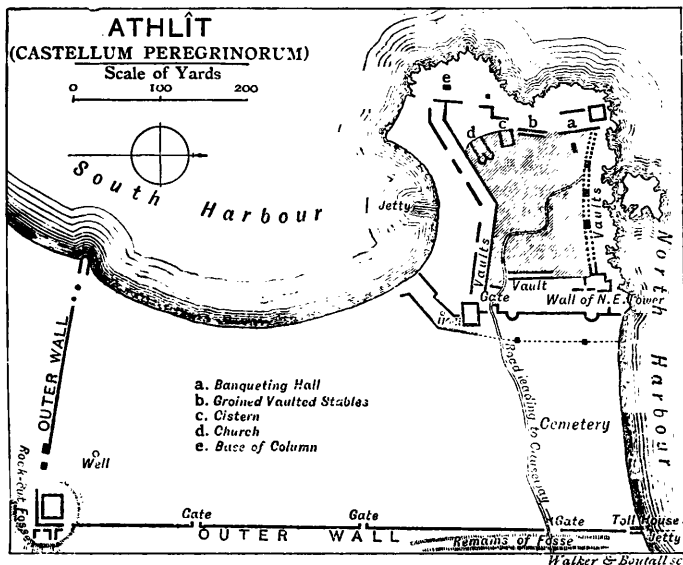 ATHLÎT
(CASTELLUM PEREGRINORUM)
Scale of Yards
0 100 200
South Harbour
Jetty
e
d
c
b
a
Vaults
Vaults
Vault
Gate
Wall of N.E. Tower
North Harbour
OUTER WALL
a. Banqueting Hall
b. Groined Vaulted Stables
c. Cistern
d. Church
e. Base of Column
Road leading to Causeway
Cemetery
Well
Rock-cut Fosse
Gate
Gate
Gate
Toll House
Jetty
OUTER WALL
Remains of Fosse
Walker & Boutall sc